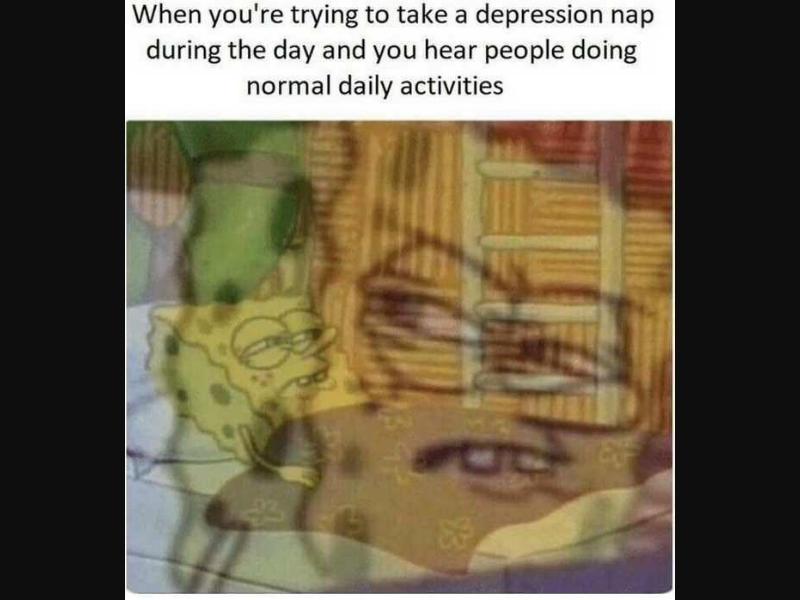 When you're trying to take a depression nap
during the day and you hear people doing
normal daily activities